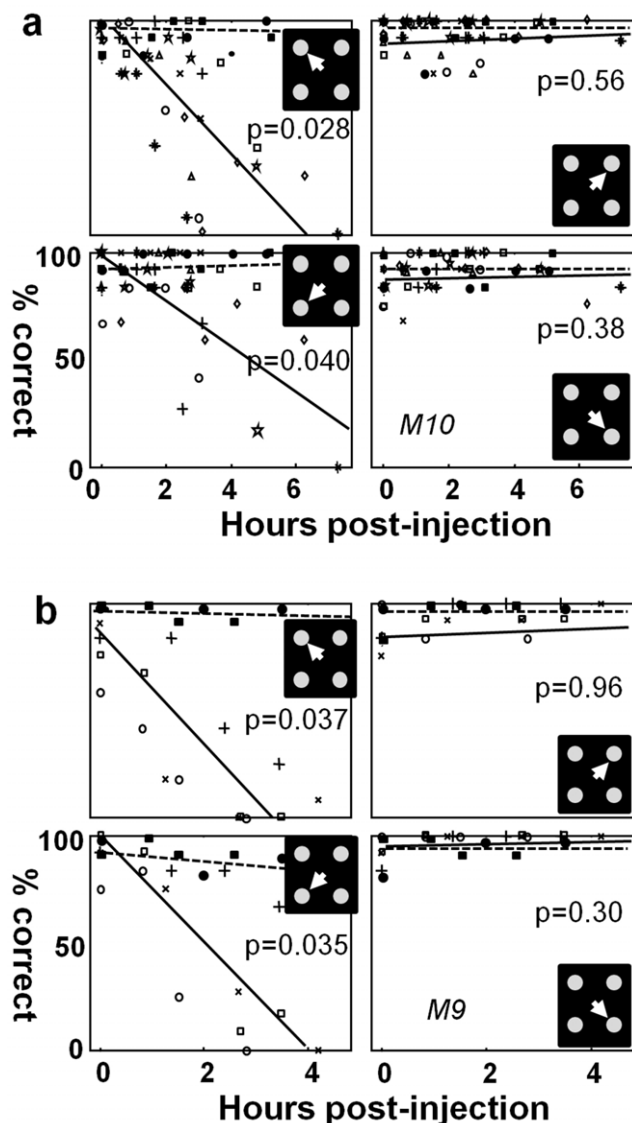 a
p=0.028
p=0.56
% correct
100
50
0
p=0.040
p=0.38
M10
0 2 4 6
0 2 4 6
Hours post-injection
b
p=0.037
p=0.96
% correct
100
50
0
p=0.035
p=0.30
M9
0 2 4
0 2 4
Hours post-injection